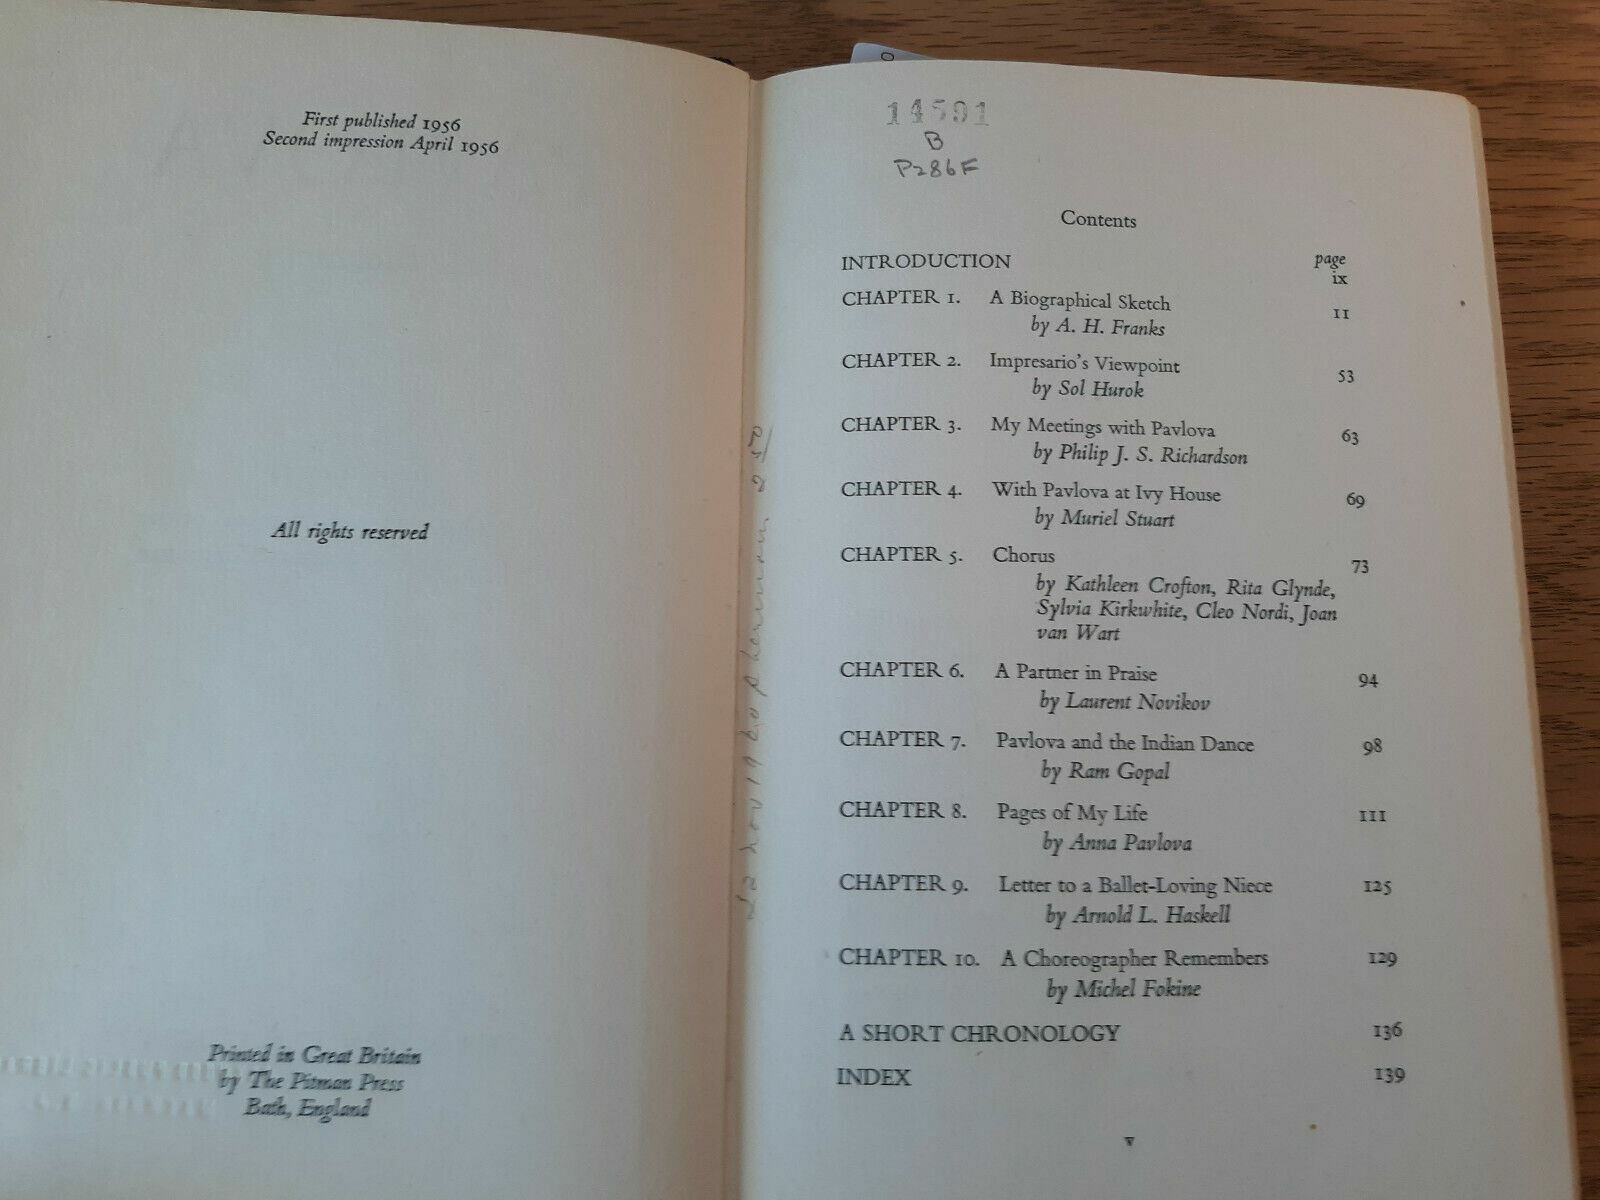 First published 1956
Second impression April 1956
All rights reserved
Printed in Great Britain
by The Pitman Press
Bath, England
14591
B
P286F
Contents
INTRODUCTION page ix
CHAPTER 1. A Biographical Sketch 11
by A. H. Franks
CHAPTER 2. Impresario's Viewpoint 53
by Sol Hurok
CHAPTER 3. My Meetings with Pavlova 63
by Philip J. S. Richardson
CHAPTER 4. With Pavlova at Ivy House 69
by Muriel Stuart
CHAPTER 5. Chorus 73
by Kathleen Crofton, Rita Glynde,
Sylvia Kirkwhite, Cleo Nordi, Joan
van Wart
CHAPTER 6. A Partner in Praise 94
by Laurent Novikov
CHAPTER 7. Pavlova and the Indian Dance 98
by Ram Gopal
CHAPTER 8. Pages of My Life 111
by Anna Pavlova
CHAPTER 9. Letter to a Ballet-Loving Niece 125
by Arnold L. Haskell
CHAPTER 10. A Choreographer Remembers 129
by Michel Fokine
A SHORT CHRONOLOGY 136
INDEX 139
v